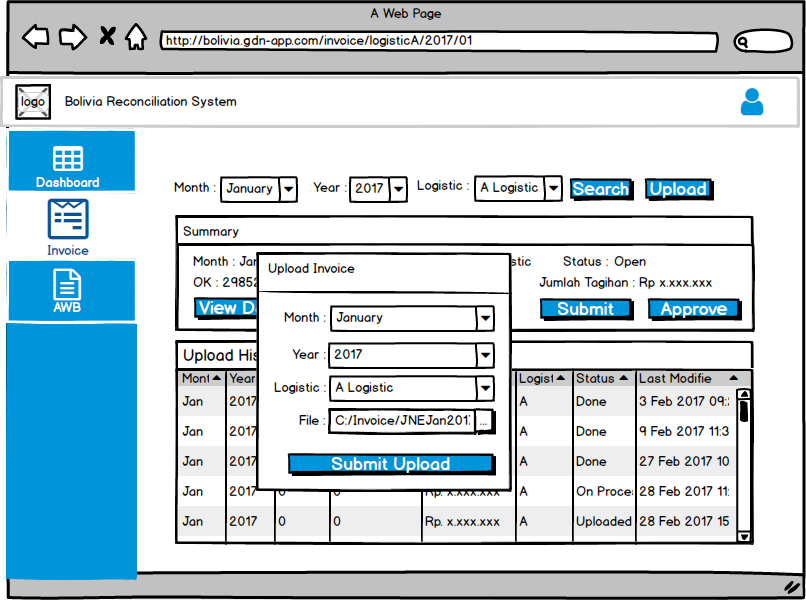 A Web Page
http://bolivia.gdn-app.com/invoice/logisticA/2017/01
logo Bolivia Reconciliation System
Dashboard
Invoice
AWB
Month : January Year : 2017 Logistic : A Logistic Search Upload
Summary
Month : Jan stic Status : Open
OK : 29852 Jumlah Tagihan : Rp x.xxx.xxx
View D Submit Approve
Upload Invoice
Month : January
Year : 2017
Logistic : A Logistic
File : C:/Invoice/JNEJan201 ...
Submit Upload
Upload His
Mont Year Logist Status Last Modifie
Jan 2017 A Done 3 Feb 2017 09:
Jan 2017 A Done 9 Feb 2017 11:3
Jan 2017 A Done 27 Feb 2017 10
Jan 2017 0 0 Rp. x.xxx.xxx A On Proce 28 Feb 2017 11:
Jan 2017 0 0 Rp. x.xxx.xxx A Uploaded 28 Feb 2017 15